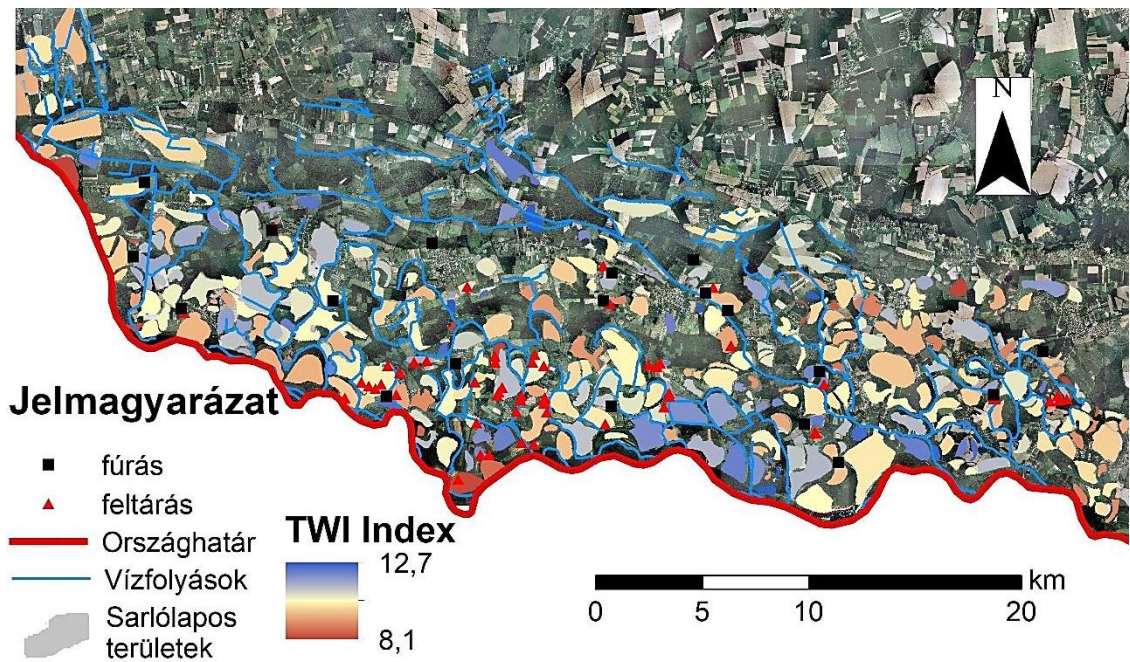 N
Jelmagyarázat
fúrás
feltárás
Országhatár
Vízfolyások
Sarlólapos
területek
TWI Index
12,7
8,1
km
0 5 10 20